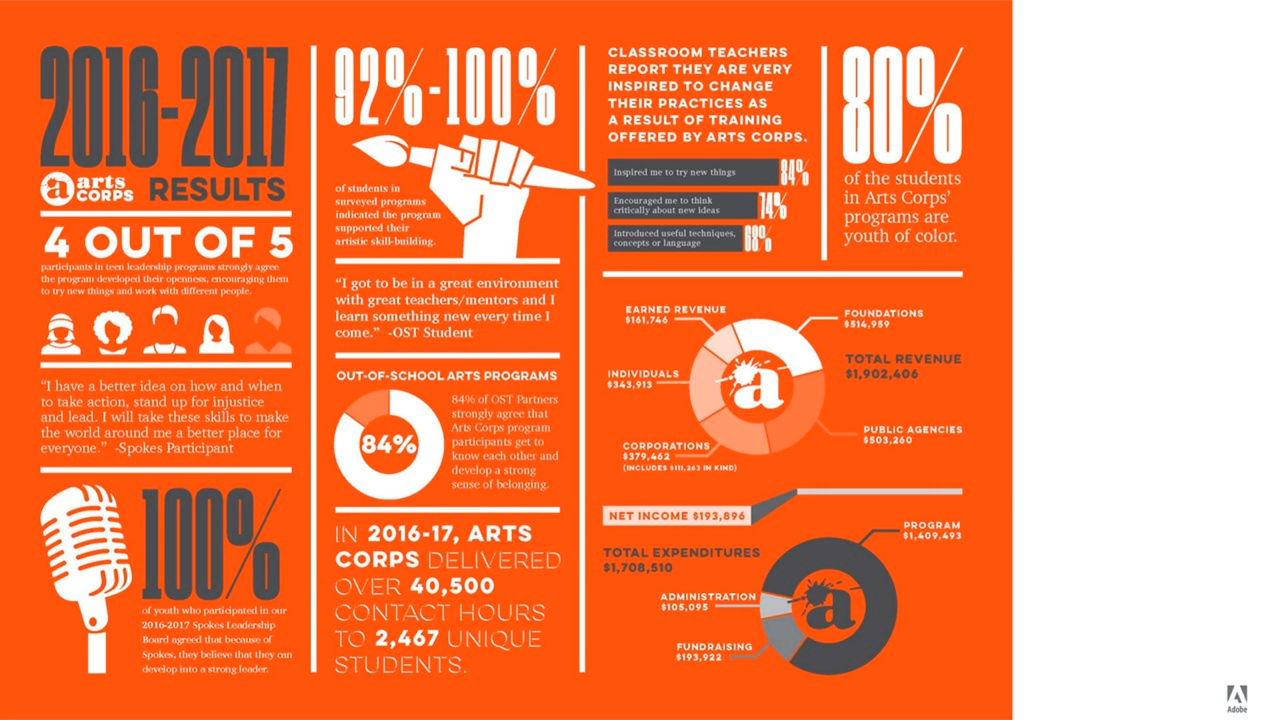 2016-2017
arts
CORPS
RESULTS
4 OUT OF 5
participants in teen leadership programs strongly agree
the program developed their openness, encouraging them
to try new things and work with different people.
“I have a better idea on how and when
to take action, stand up for injustice
and lead. I will take these skills to make
the world around me a better place for
everyone.” -Spokes Participant
100%
of youth who participated in our
2016-2017 Spokes Leadership
Board agreed that because of
Spokes, they believe that they can
develop into a strong leader.
92%-100%
of students in
surveyed programs
indicated the program
supported their
artistic skill-building.
“I got to be in a great environment
with great teachers/mentors and I
learn something new every time I
come.” -OST Student
OUT-OF-SCHOOL ARTS PROGRAMS
84%
84% of OST Partners
strongly agree that
Arts Corps program
participants get to
know each other and
develop a strong
sense of belonging.
IN 2016-17, ARTS
CORPS DELIVERED
OVER 40,500
CONTACT HOURS
TO 2,467 UNIQUE
STUDENTS.
CLASSROOM TEACHERS
REPORT THEY ARE VERY
INSPIRED TO CHANGE
THEIR PRACTICES AS
A RESULT OF TRAINING
OFFERED BY ARTS CORPS.
Inspired me to try new things 84%
Encouraged me to think
critically about new ideas
74%
Introduced useful techniques,
concepts or language
68%
80%
of the students
in Arts Corps’
programs are
youth of color.
EARNED REVENUE
$161,746
FOUNDATIONS
$514,959
TOTAL REVENUE
$1,902,406
INDIVIDUALS
$343,913
a
PUBLIC AGENCIES
$503,260
CORPORATIONS
$379,462
(INCLUDES $111,263 IN KIND)
NET INCOME $193,896
PROGRAM
$1,409,493
TOTAL EXPENDITURES
$1,708,510
ADMINISTRATION
$105,095
a
FUNDRAISING
$193,922
Adobe